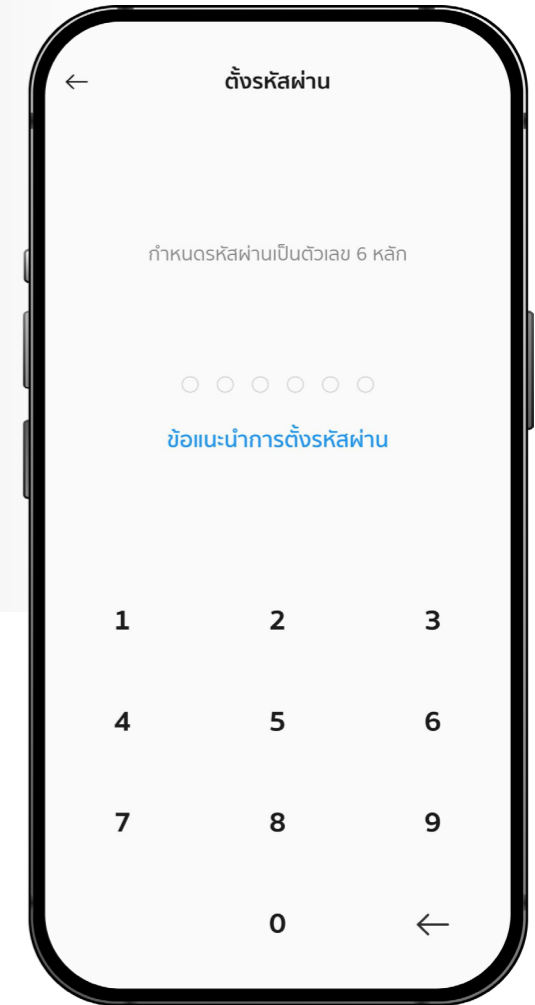 ตั้งรหัสผ่าน
กำหนดรหัสผ่านเป็นตัวเลข 6 หลัก
ข้อแนะนำการตั้งรหัสผ่าน
1 2 3
4 5 6
7 8 9
0